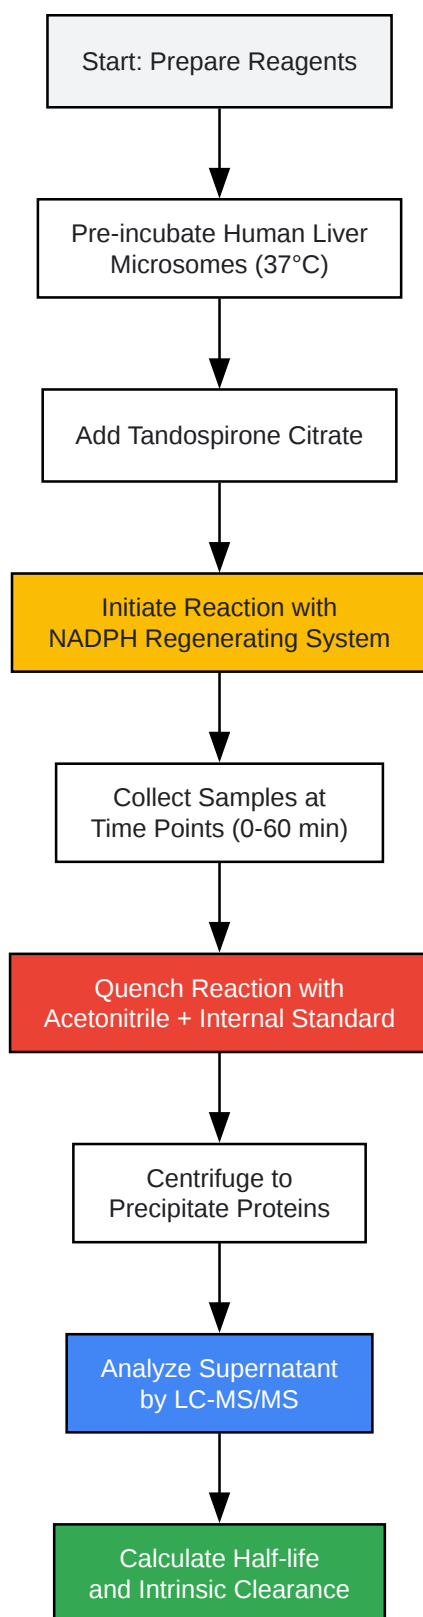 Start: Prepare Reagents
Pre-incubate Human Liver
Microsomes (37°C)
Add Tandospirone Citrate
Initiate Reaction with
NADPH Regenerating System
Collect Samples at
Time Points (0-60 min)
Quench Reaction with
Acetonitrile + Internal Standard
Centrifuge to
Precipitate Proteins
Analyze Supernatant
by LC-MS/MS
Calculate Half-life
and Intrinsic Clearance